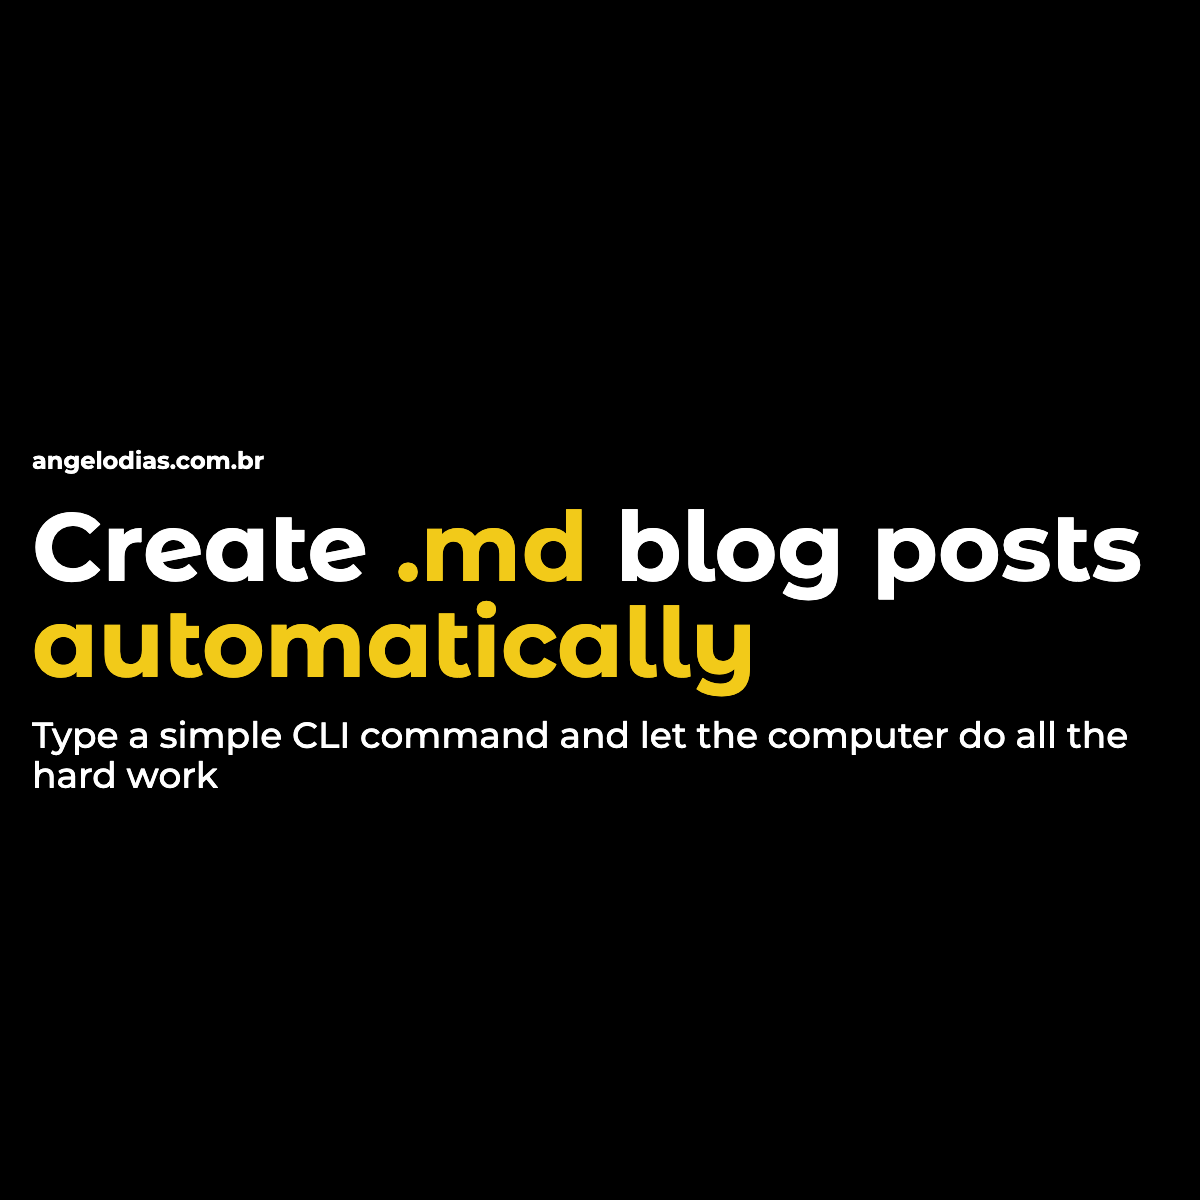 angelodias.com.br
Create .md blog posts
automatically
Type a simple CLI command and let the computer do all the
hard work